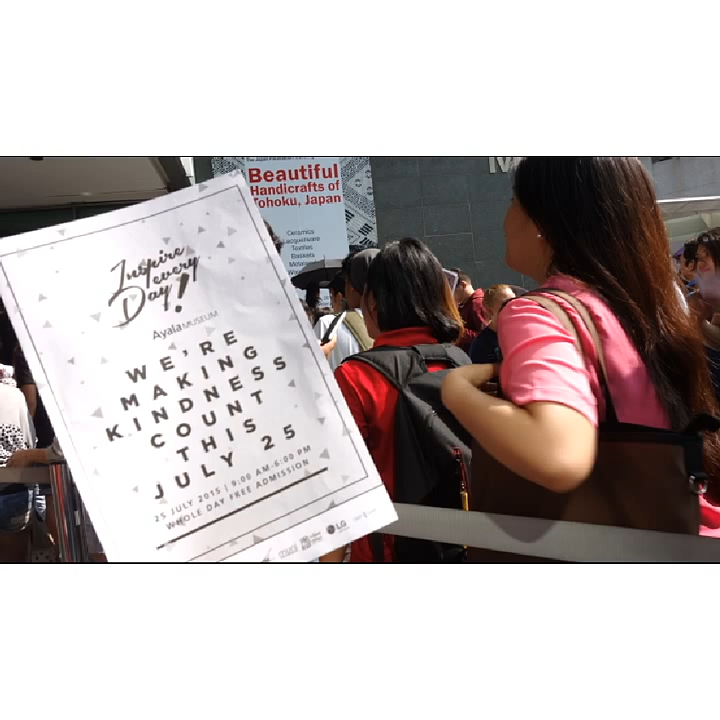 Beautiful
Handicrafts of
Tohoku, Japan
Ceramics
Lacquerware
Textiles
Baskets
Inspire
every
Day!
Ayala MUSEUM
WE'RE
MAKING
KINDNESS
COUNT
THIS
JULY 25
25 JULY 2015 | 9:00 AM-6:00 PM
WHOLE DAY FREE ADMISSION
LG